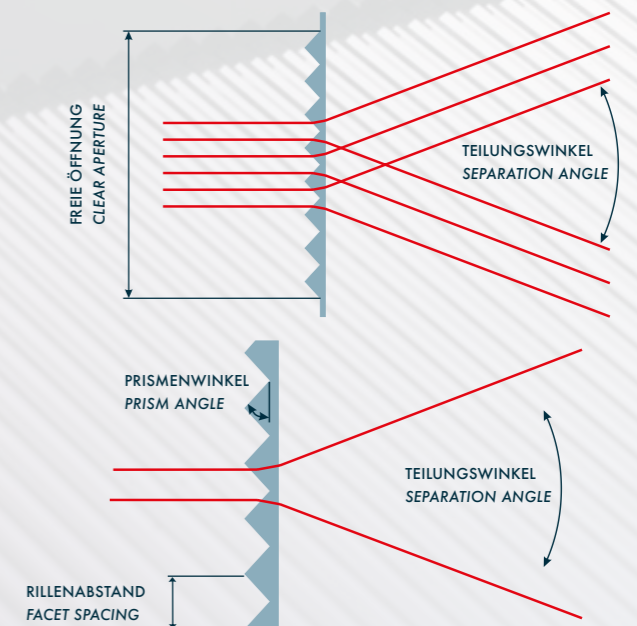 FREIE ÖFFNUNG
CLEAR APERTURE
TEILUNGSWINKEL
SEPARATION ANGLE
PRISMENWINKEL
PRISM ANGLE
TEILUNGSWINKEL
SEPARATION ANGLE
RILLENABSTAND
FACET SPACING